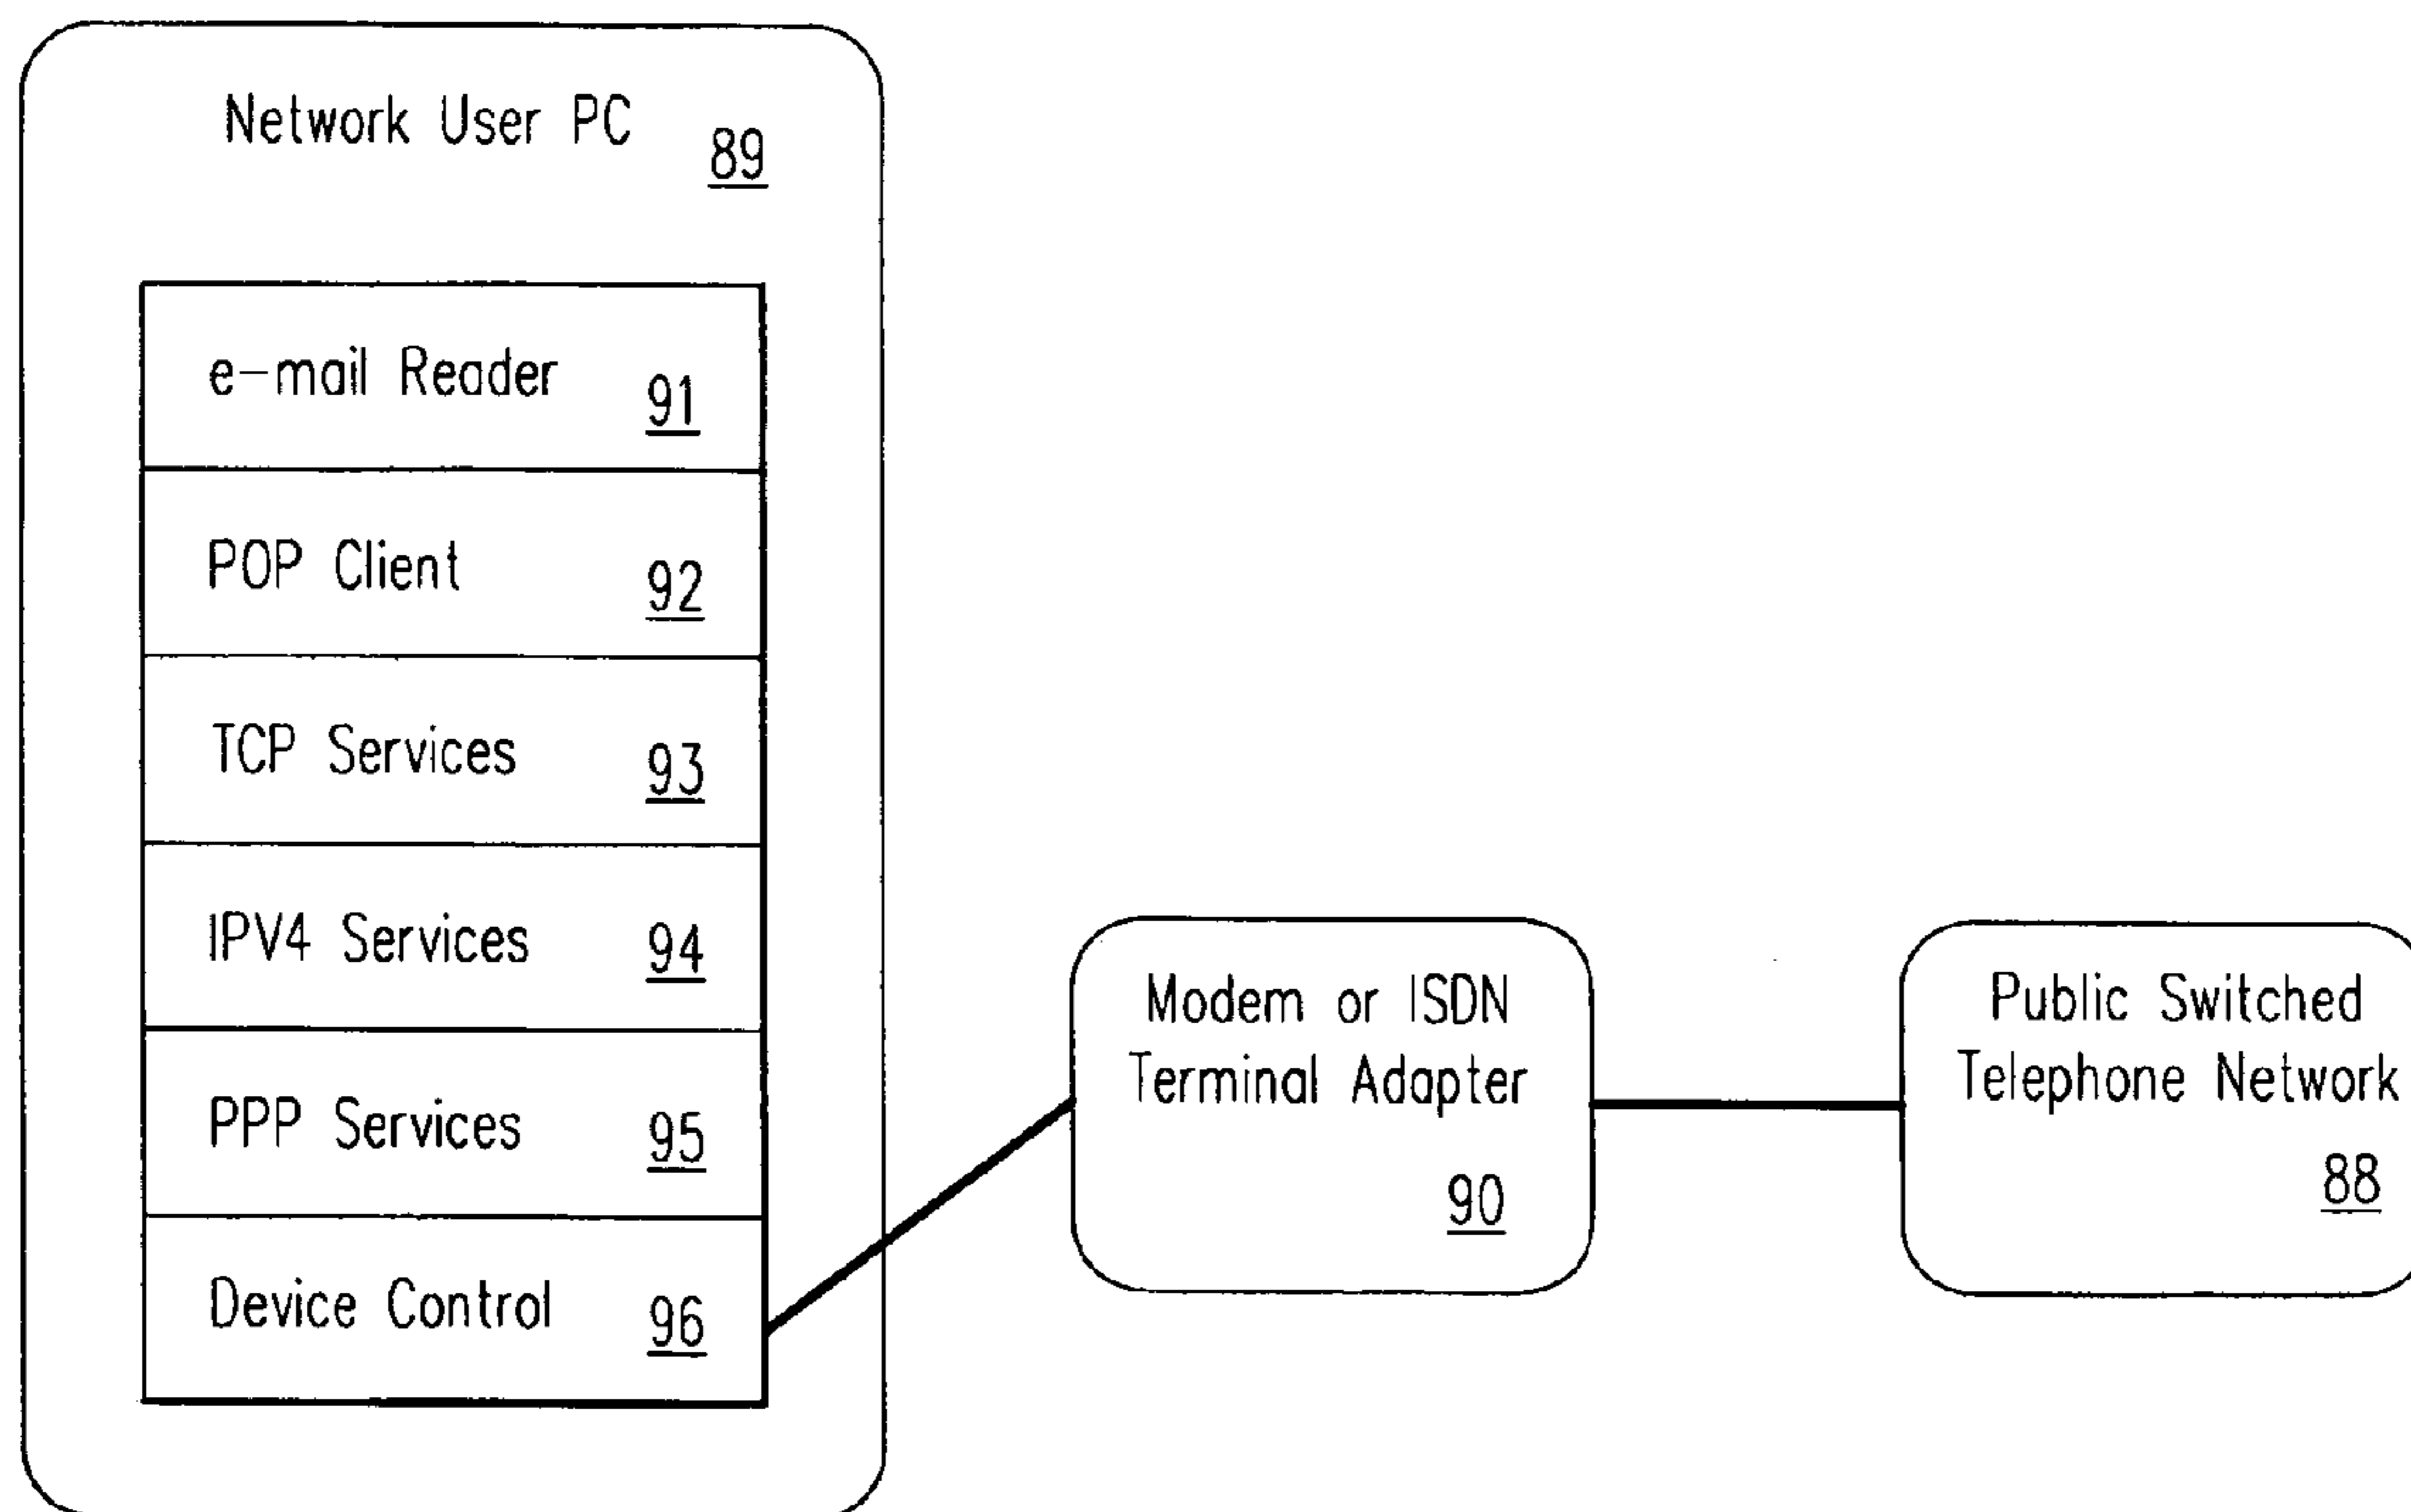 Network User PC
89
e-mail Reader
91
POP Client
92
TCP Services
93
IPV4 Services
94
PPP Services
95
Device Control
96
Modem or ISDN
Terminal Adapter
90
Public Switched
Telephone Network
88